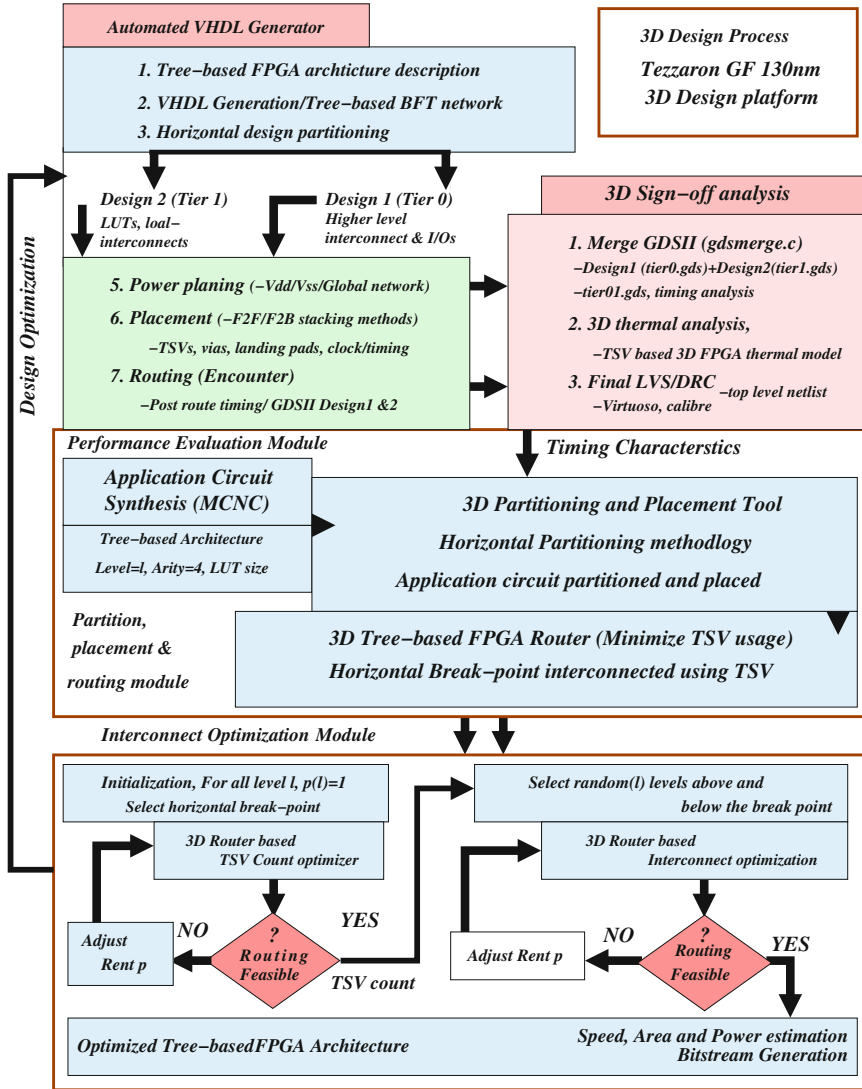 Automated VHDL Generator
1. Tree-based FPGA archticture description
2. VHDL Generation/Tree-based BFT network
3. Horizontal design partitioning
3D Design Process
Tezzaron GF 130nm
3D Design platform
Design Optimization
Design 2 (Tier 1)
LUTs, loal-
interconnects
Design 1 (Tier 0)
Higher level
interconnect & I/Os
5. Power planing (-Vdd/Vss/Global network)
6. Placement (-F2F/F2B stacking methods)
-TSVs, vias, landing pads, clock/timing
7. Routing (Encounter)
-Post route timing/ GDSII Design1 &2
3D Sign-off analysis
1. Merge GDSII (gdsmerge.c)
-Design1 (tier0.gds)+Design2(tier1.gds)
-tier01.gds, timing analysis
2. 3D thermal analysis,
-TSV based 3D FPGA thermal model
3. Final LVS/DRC -top level netlist
-Virtuoso, calibre
Performance Evaluation Module
Timing Characterstics
Application Circuit
Synthesis (MCNC)
Tree-based Architecture
Level=l, Arity=4, LUT size
3D Partitioning and Placement Tool
Horizontal Partitioning methodlogy
Application circuit partitioned and placed
Partition,
placement &
routing module
3D Tree-based FPGA Router (Minimize TSV usage)
Horizontal Break-point interconnected using TSV
Interconnect Optimization Module
Initialization, For all level l, p(l)=1
Select horizontal break-point
3D Router based
TSV Count optimizer
Adjust
Rent p
NO
?
Routing
Feasible
YES
TSV count
Select random(l) levels above and
below the break point
3D Router based
Interconnect optimization
Adjust Rent p
NO
?
Routing
Feasible
YES
Optimized Tree-basedFPGA Architecture
Speed, Area and Power estimation
Bitstream Generation